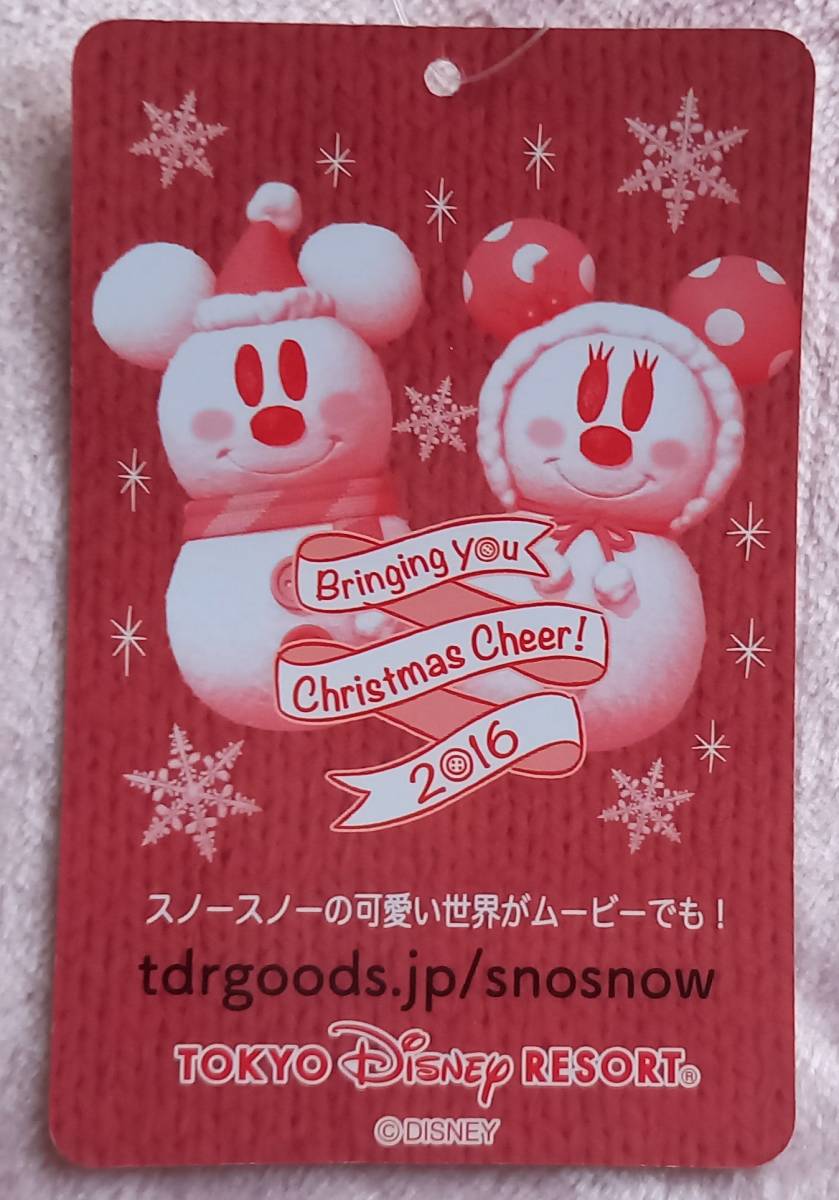 Bringing you
Christmas Cheer!
2016
スノースノーの可愛い世界がムービーでも！
tdrgoods.jp/snosnow
TOKYO Disney RESORT®
©DISNEY